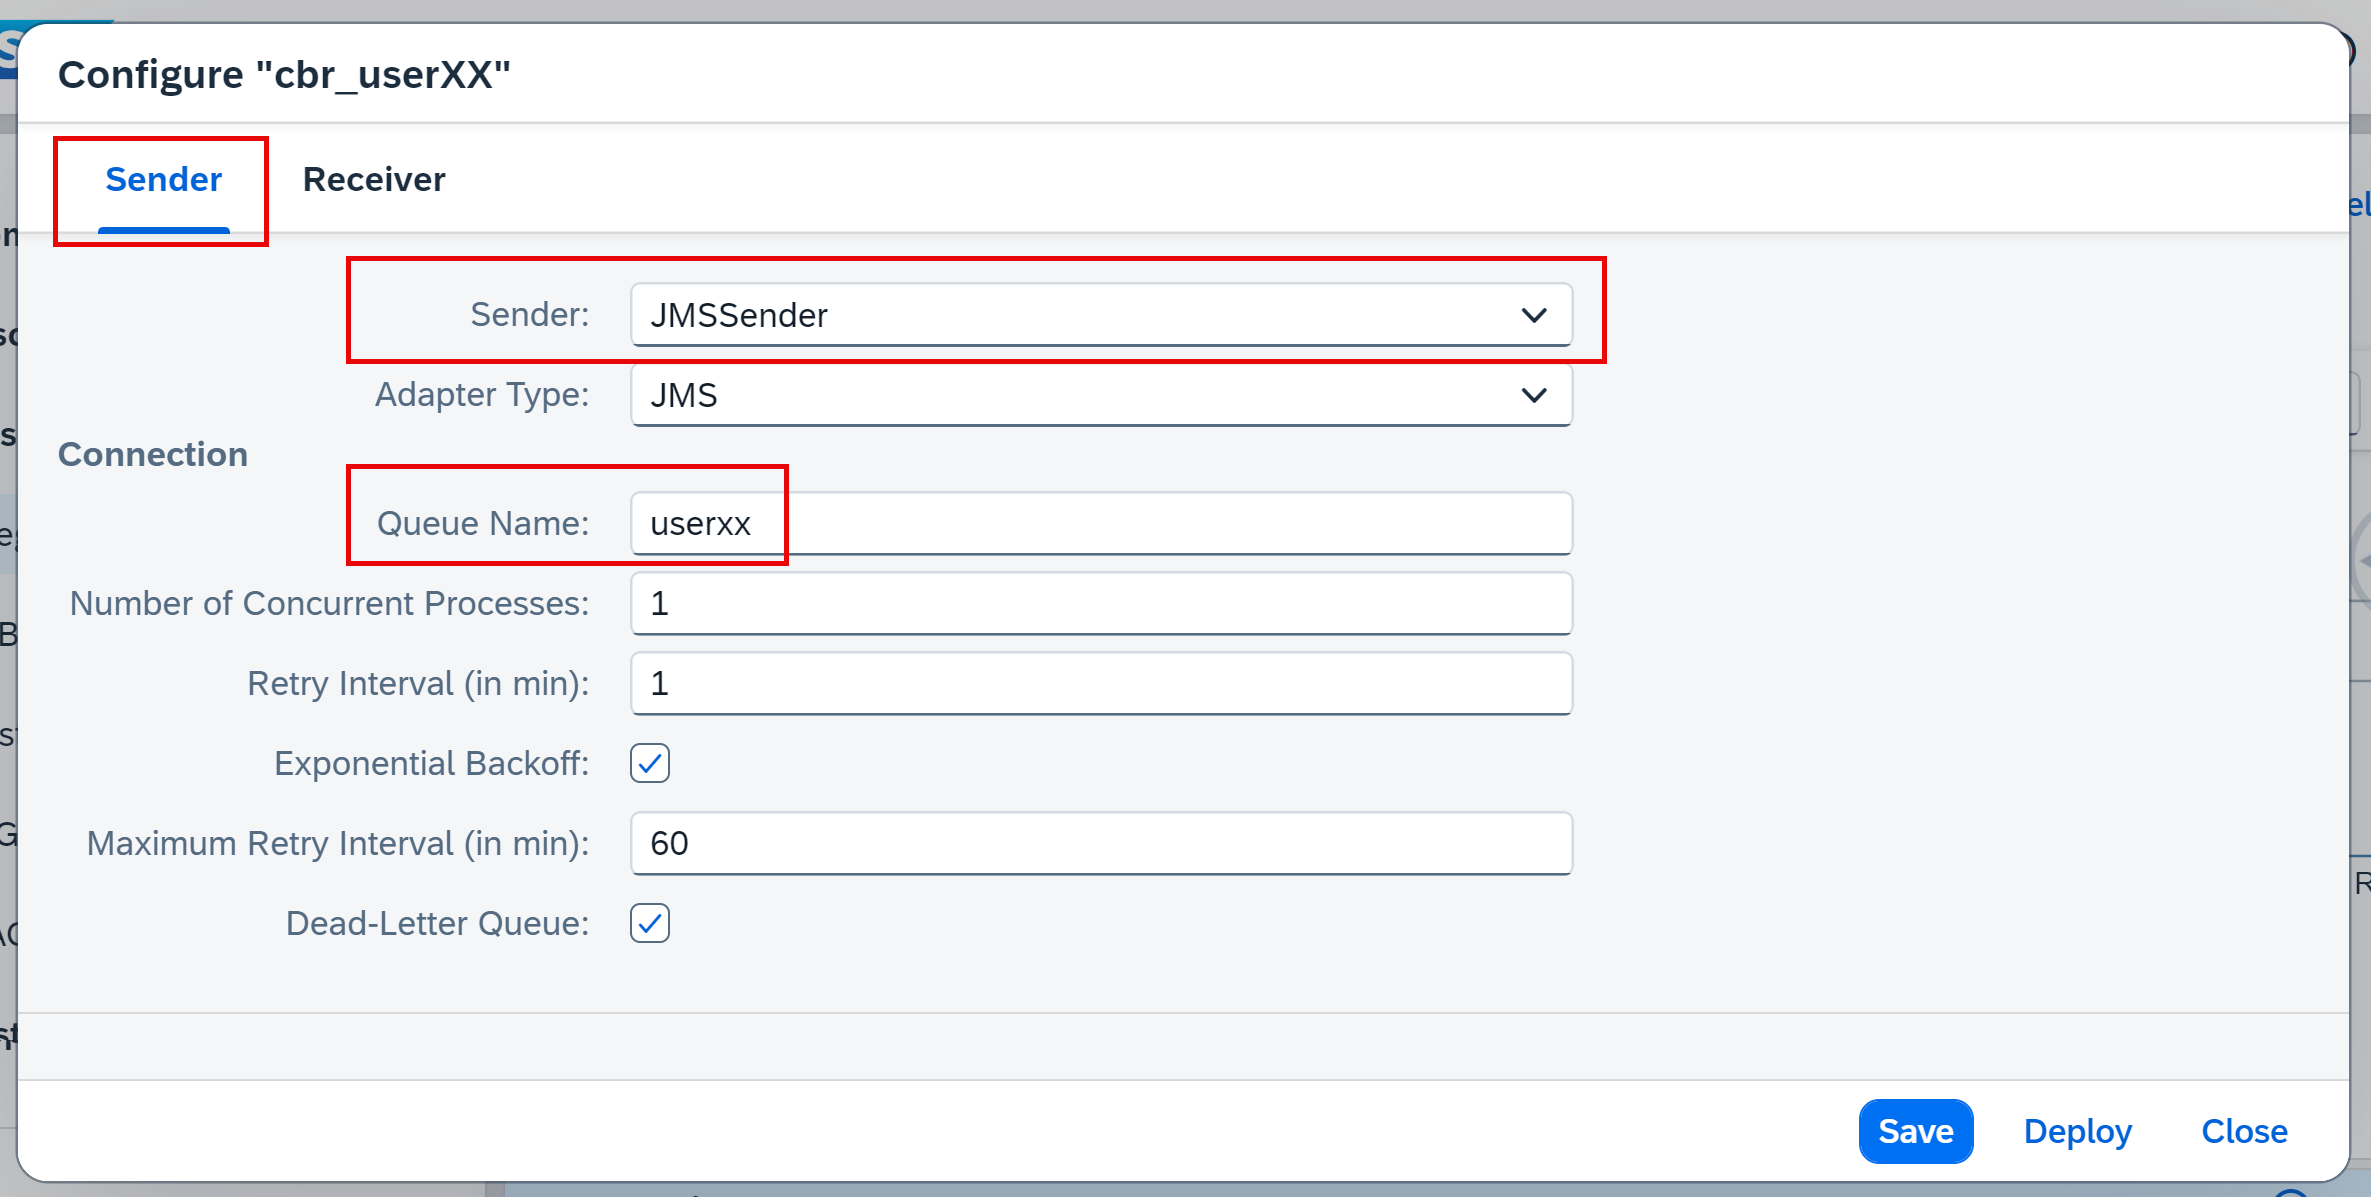 Configure "cbr_userXX"
Sender Receiver
Sender: JMSSender
Adapter Type: JMS
Connection
Queue Name: userxx
Number of Concurrent Processes: 1
Retry Interval (in min): 1
Exponential Backoff:
Maximum Retry Interval (in min): 60
Dead-Letter Queue:
Save Deploy Close